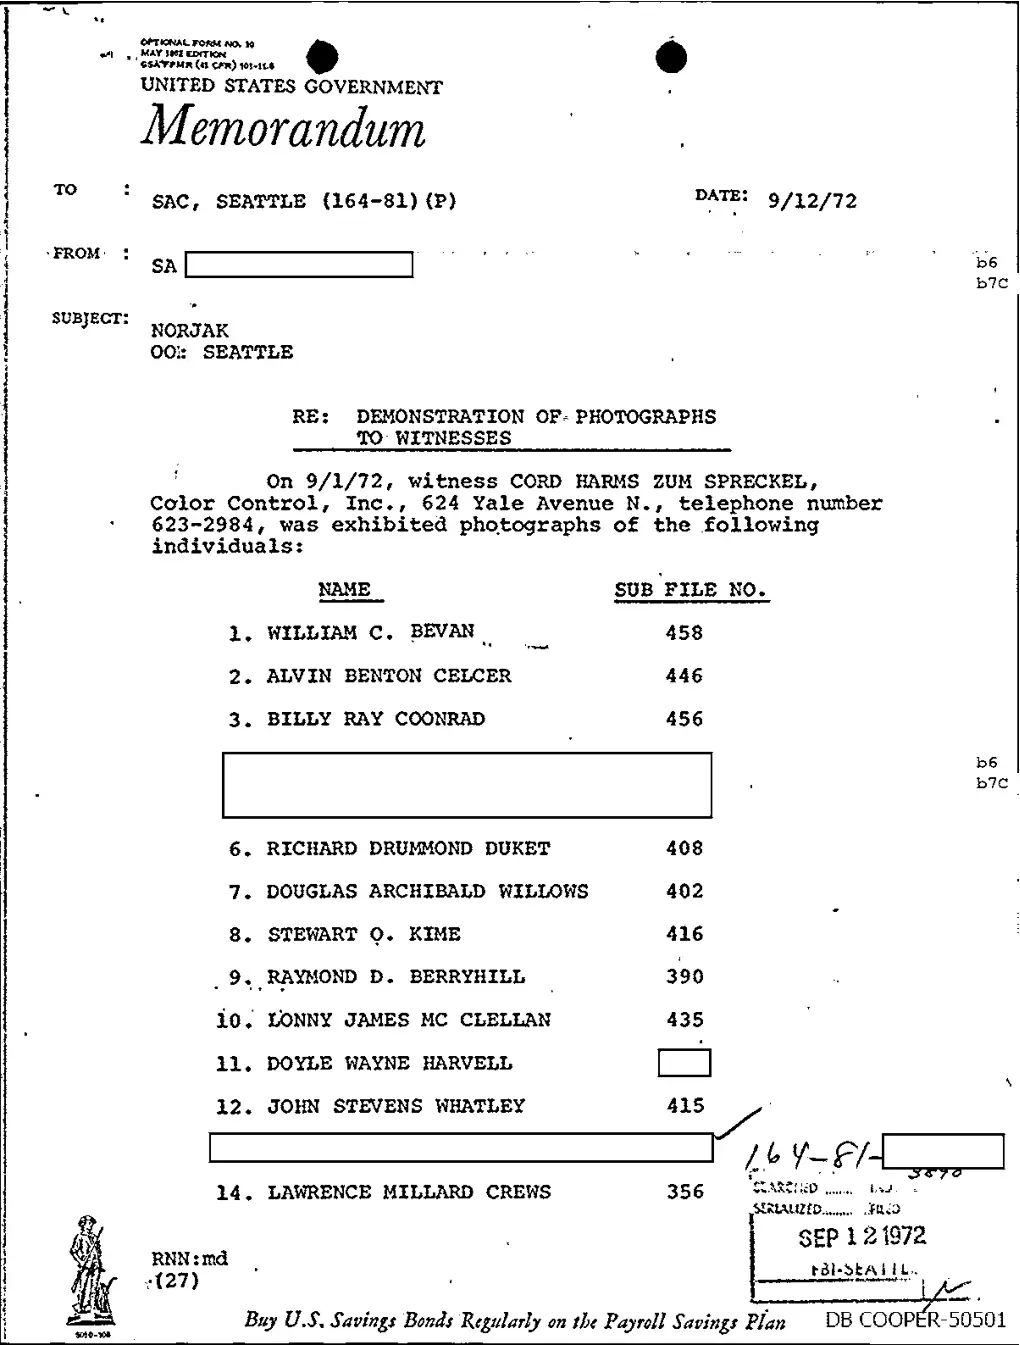 OPTIONAL FORM NO. 10
MAY 1962 EDITION
GSA FPMR (41 CFR) 101-11.6
UNITED STATES GOVERNMENT
Memorandum
TO : SAC, SEATTLE (164-81)(P) DATE: 9/12/72
FROM : SA b6
b7C
SUBJECT: NORJAK
OO: SEATTLE
RE: DEMONSTRATION OF PHOTOGRAPHS
TO WITNESSES
On 9/1/72, witness CORD HARMS ZUM SPRECKEL,
Color Control, Inc., 624 Yale Avenue N., telephone number
623-2984, was exhibited photographs of the following
individuals:
NAME SUB FILE NO.
1. WILLIAM C. BEVAN 458
2. ALVIN BENTON CELCER 446
3. BILLY RAY COONRAD 456
b6
b7C
6. RICHARD DRUMMOND DUKET 408
7. DOUGLAS ARCHIBALD WILLOWS 402
8. STEWART O. KIME 416
9. RAYMOND D. BERRYHILL 390
10. LONNY JAMES MC CLELLAN 435
11. DOYLE WAYNE HARVELL
12. JOHN STEVENS WHATLEY 415
164-81-
14. LAWRENCE MILLARD CREWS 356
SEARCHED
SERIALIZED FILED
SEP 12 1972
FBI-SEATTLE
RNN:md
(27)
Buy U.S. Savings Bonds Regularly on the Payroll Savings Plan
5010-108
DB COOPER-50501